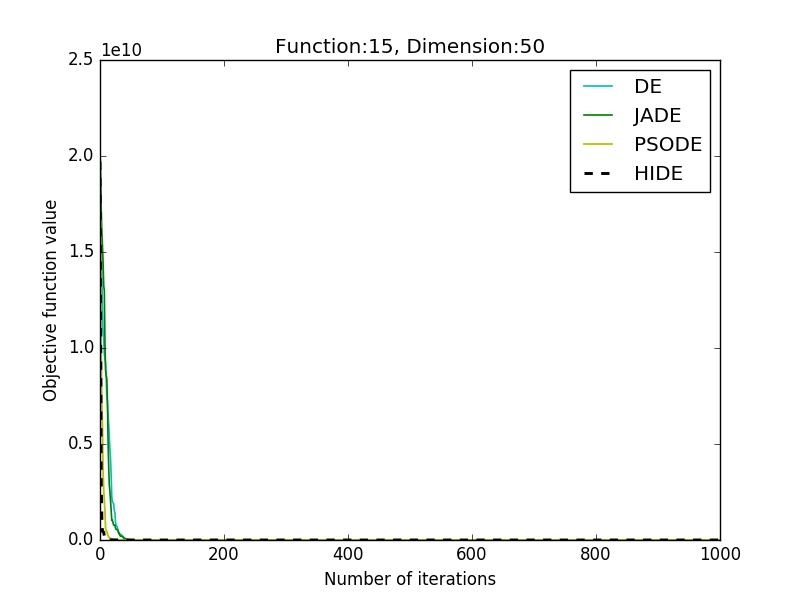 Function:15, Dimension:50
1e10
2.5
2.0
1.5
1.0
0.5
0.0
Objective function value
0 200 400 600 800 1000
Number of iterations
DE
JADE
PSODE
HIDE